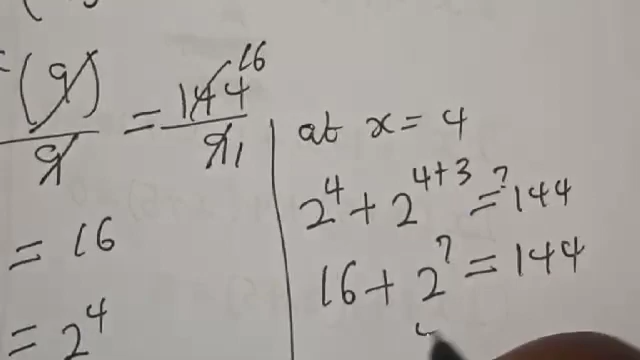 (9)/9 = 144/9 16 1
= 16
= 2^4
at x = 4
2^4 + 2^{4+3} =? 144
16 + 2^7 = 144